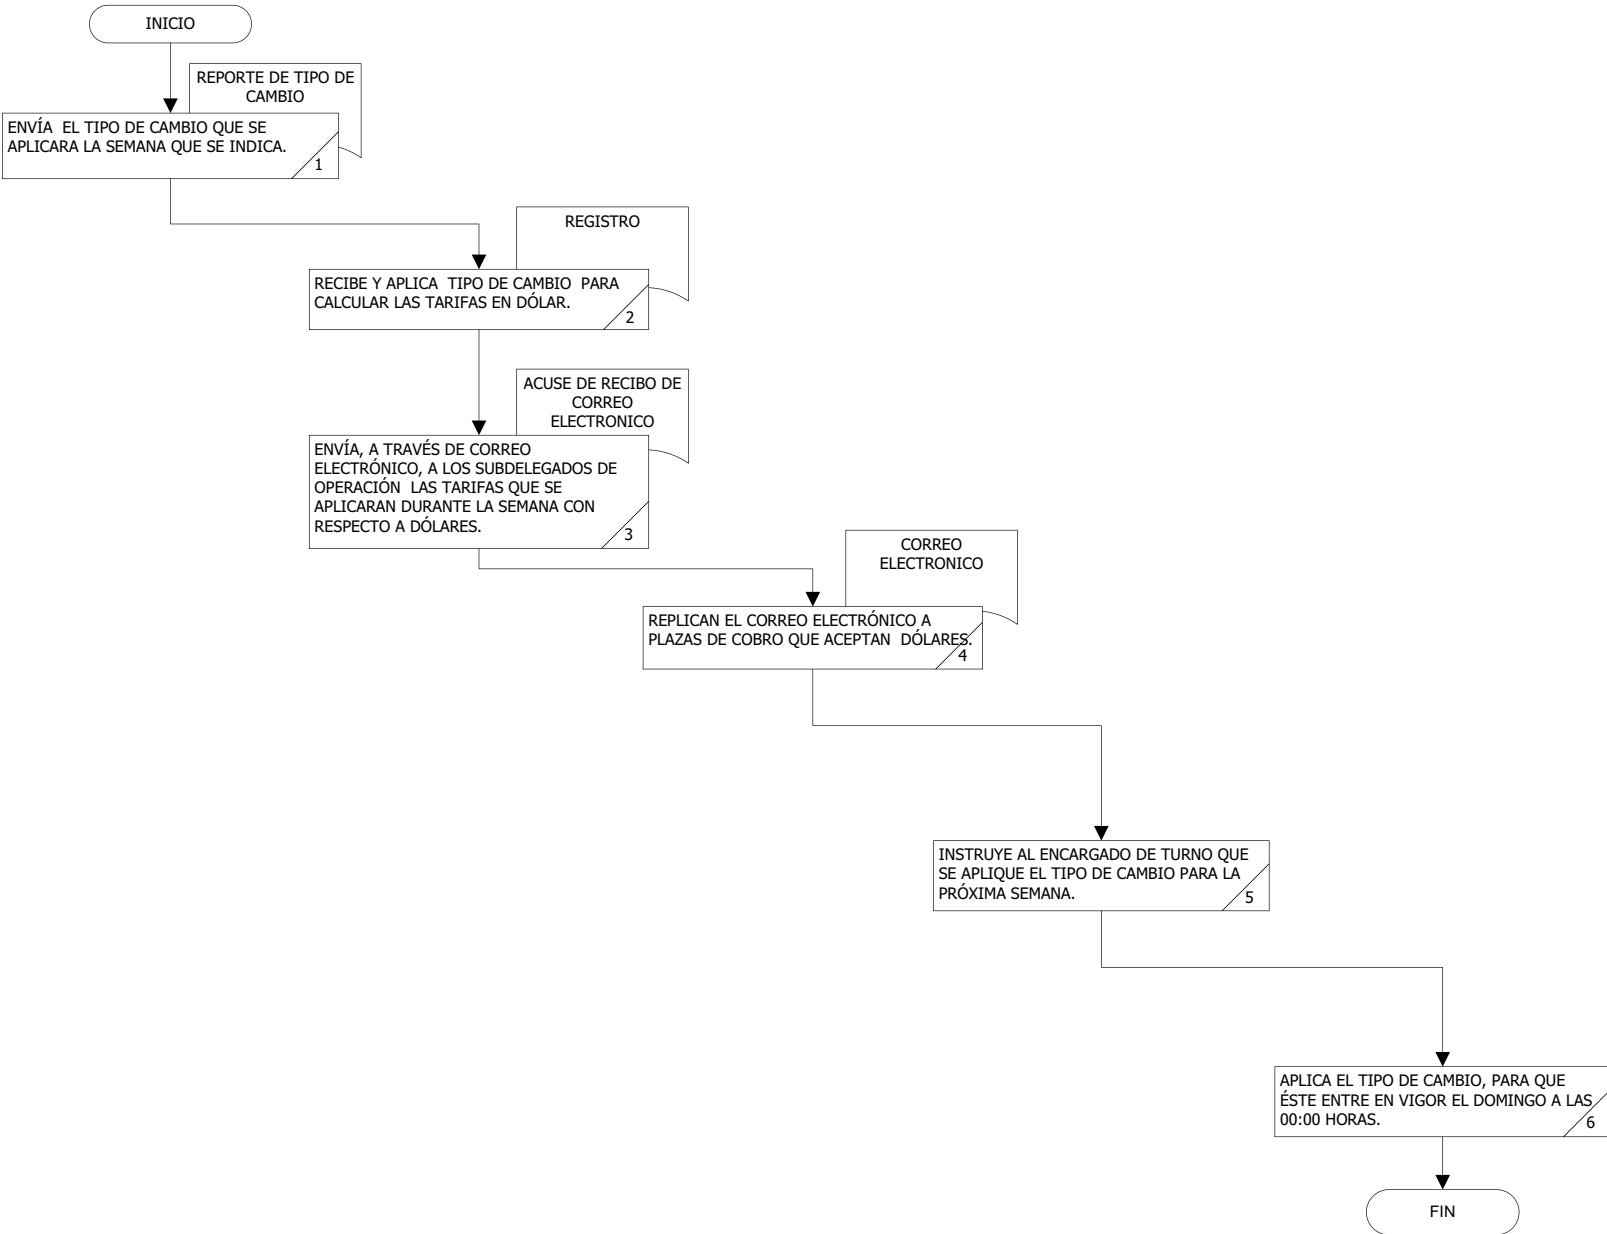 INICIO
REPORTE DE TIPO DE
CAMBIO
ENVÍA EL TIPO DE CAMBIO QUE SE
APLICARA LA SEMANA QUE SE INDICA.
1
REGISTRO
RECIBE Y APLICA TIPO DE CAMBIO PARA
CALCULAR LAS TARIFAS EN DÓLAR.
2
ACUSE DE RECIBO DE
CORREO
ELECTRONICO
ENVÍA, A TRAVÉS DE CORREO
ELECTRÓNICO, A LOS SUBDELEGADOS DE
OPERACIÓN LAS TARIFAS QUE SE
APLICARAN DURANTE LA SEMANA CON
RESPECTO A DÓLARES.
3
CORREO
ELECTRONICO
REPLICAN EL CORREO ELECTRÓNICO A
PLAZAS DE COBRO QUE ACEPTAN DÓLARES.
4
INSTRUYE AL ENCARGADO DE TURNO QUE
SE APLIQUE EL TIPO DE CAMBIO PARA LA
PRÓXIMA SEMANA.
5
APLICA EL TIPO DE CAMBIO, PARA QUE
ÉSTE ENTRE EN VIGOR EL DOMINGO A LAS
00:00 HORAS.
6
FIN